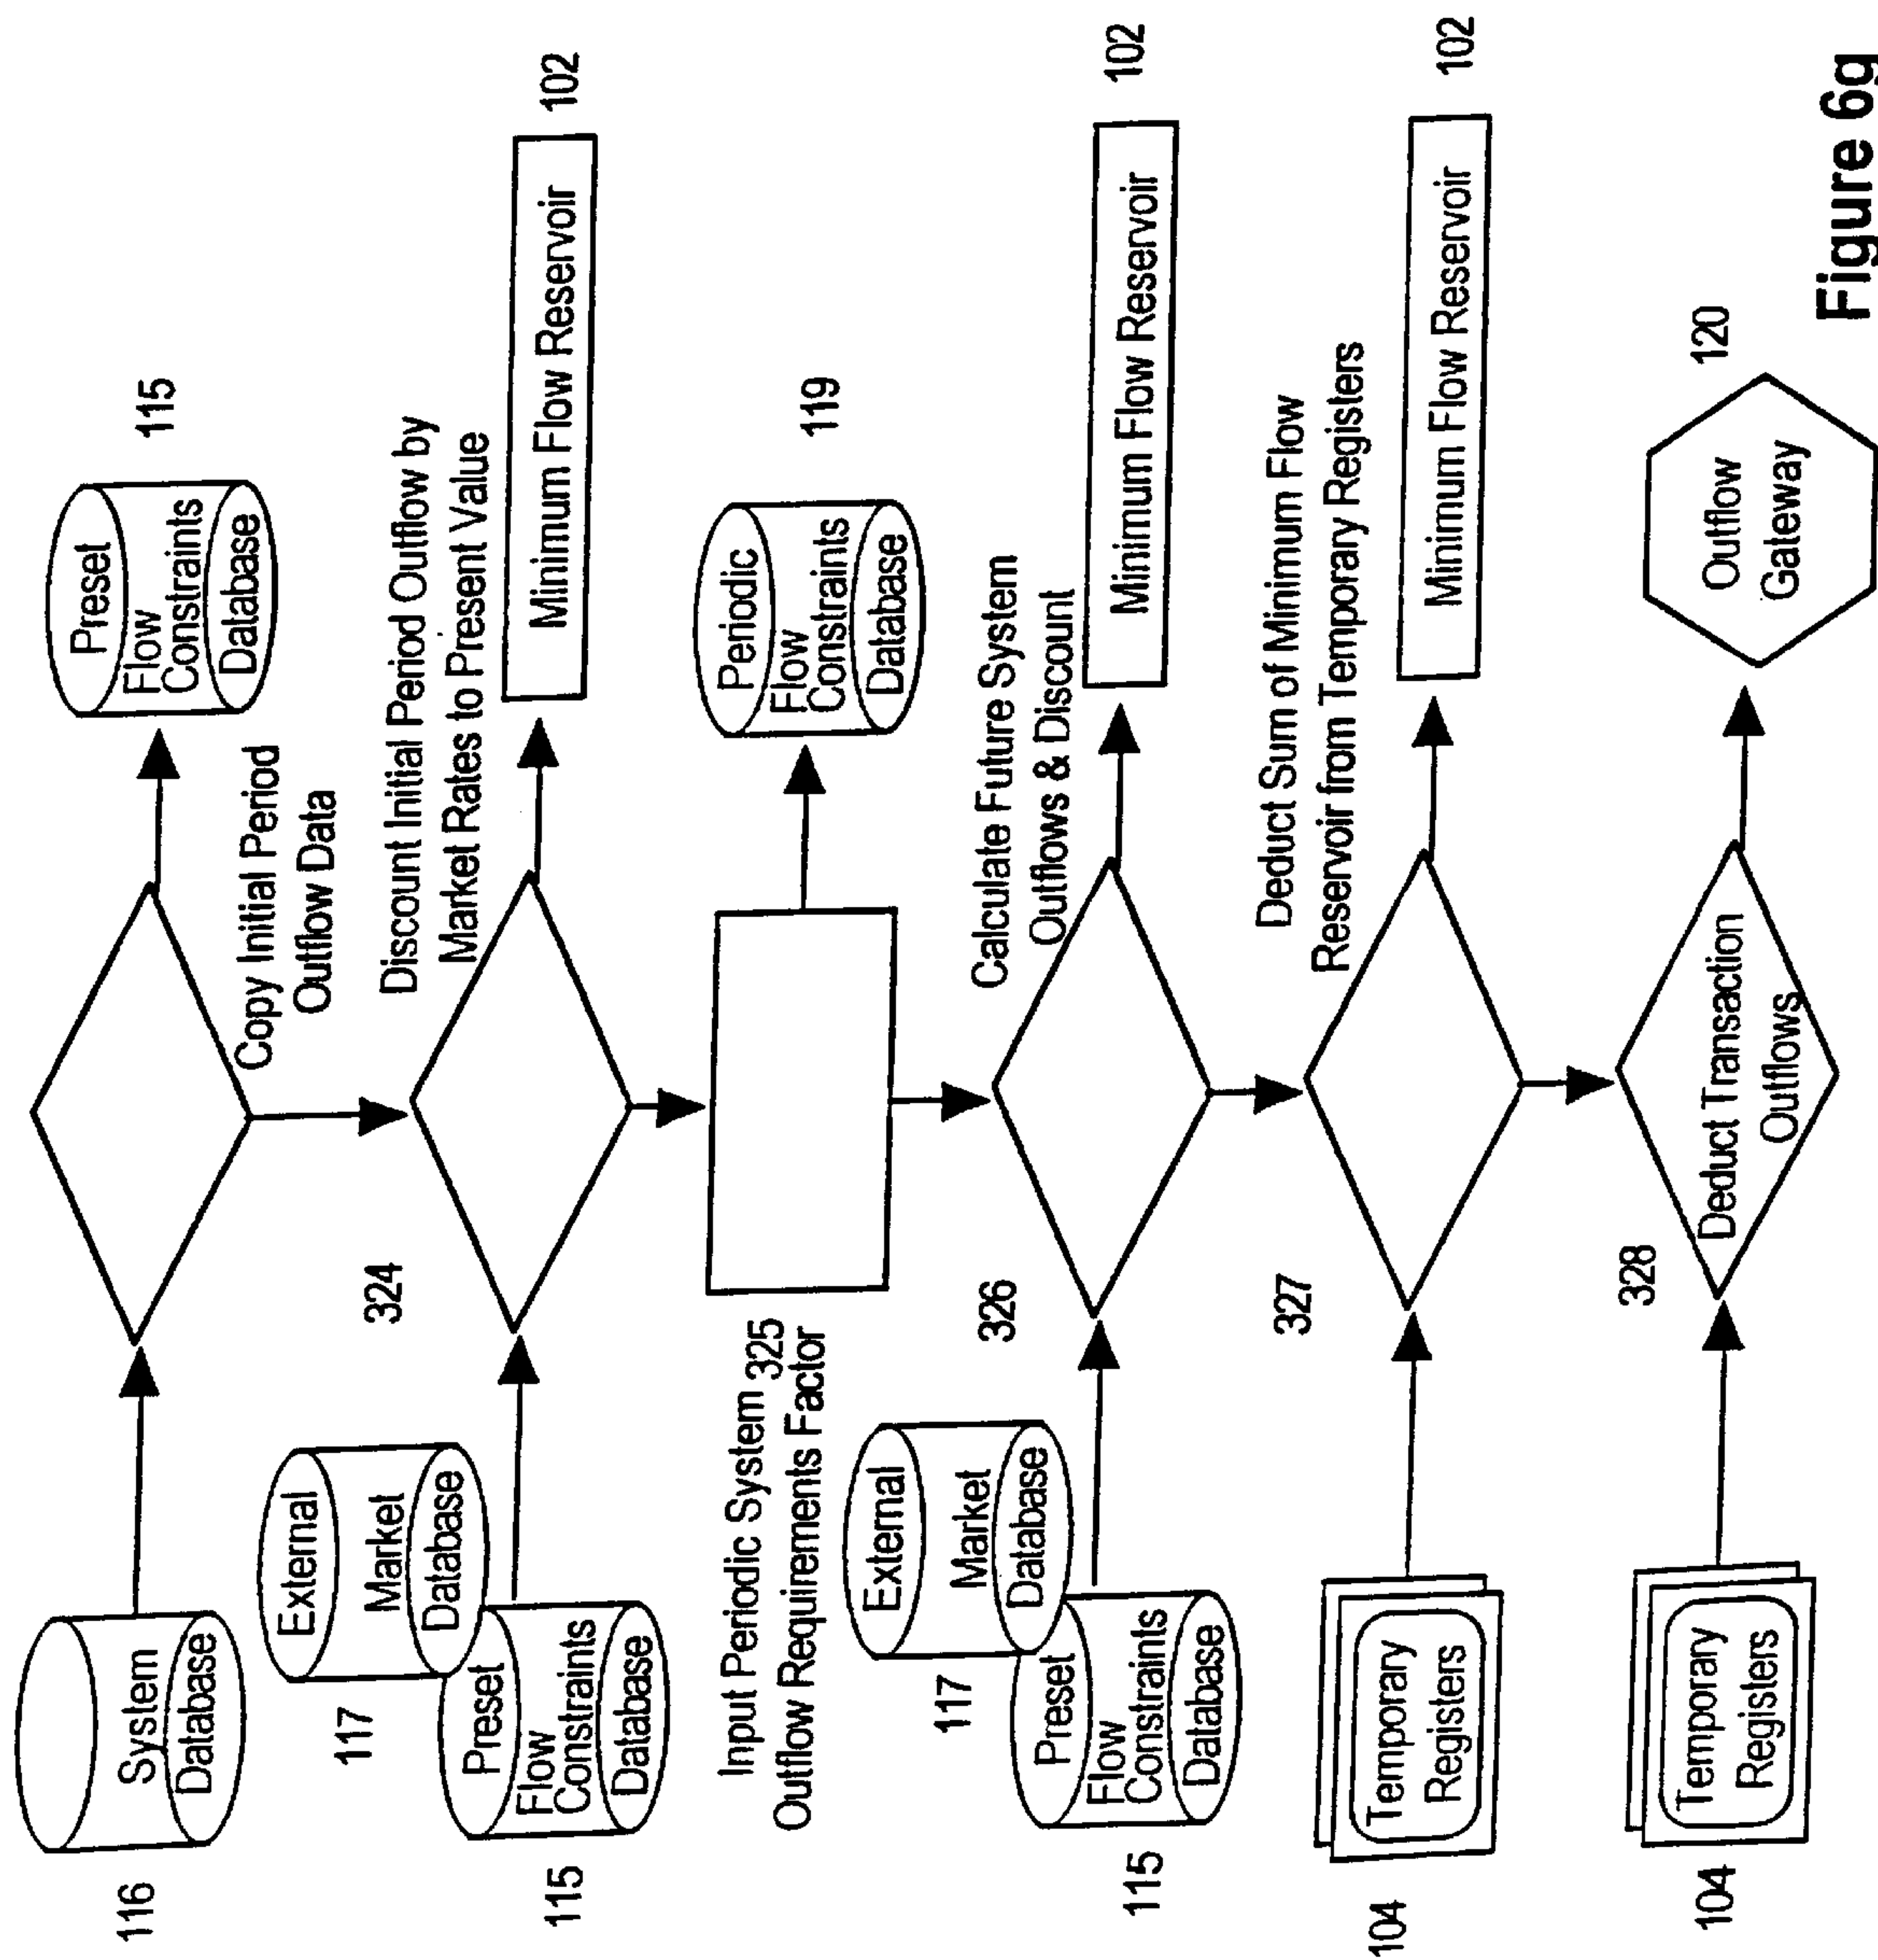 116
System
Database
Copy Initial Period
Outflow Data
Preset
Flow
Constraints
Database
115
117
External
Market
Database
Preset
Flow
Constraints
Database
115
324
Discount Initial Period Outflow by
Market Rates to Present Value
Minimum Flow Reservoir
102
Input Periodic System 325
Outflow Requirements Factor
Periodic
Flow
Constraints
Database
119
117
External
Market
Database
Preset
Flow
Constraints
Database
115
326
Calculate Future System
Outflows & Discount
Minimum Flow Reservoir
102
104
Temporary
Registers
327
Deduct Sum of Minimum Flow
Reservoir from Temporary Registers
Minimum Flow Reservoir
102
104
Temporary
Registers
328
Deduct Transaction
Outflows
Outflow
Gateway
120
Figure 6g